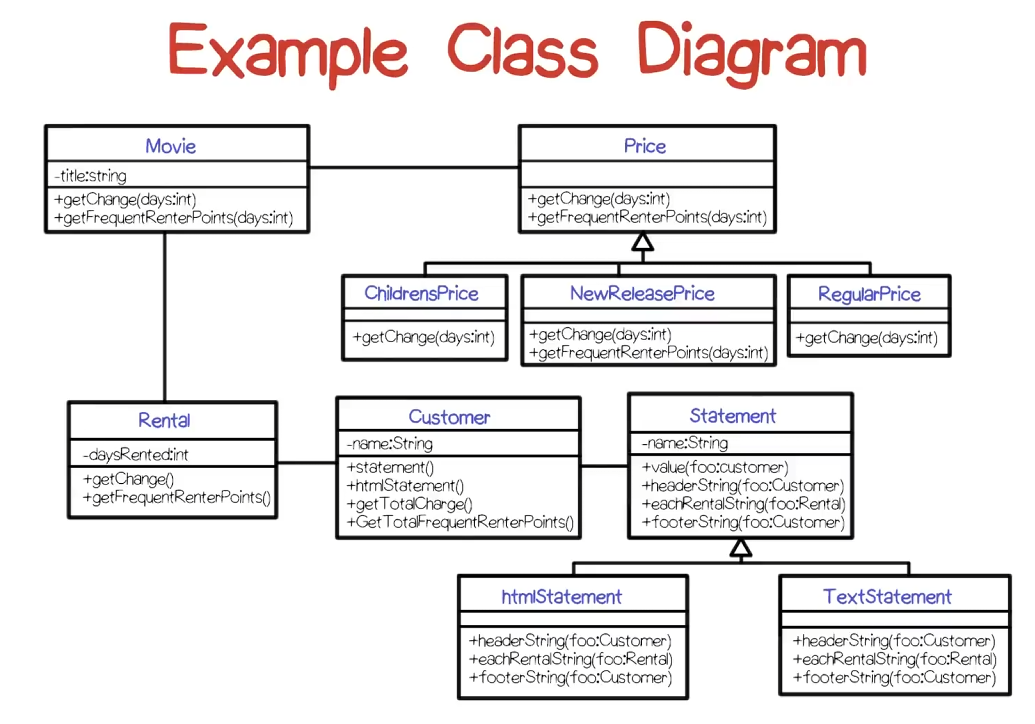 Example Class Diagram
Movie
-title:string
+getChange(days:int)
+getFrequentRenterPoints(days:int)
Price
+getChange(days:int)
+getFrequentRenterPoints(days:int)
ChildrensPrice
+getChange(days:int)
NewReleasePrice
+getChange(days:int)
+getFrequentRenterPoints(days:int)
RegularPrice
+getChange(days:int)
Rental
-daysRented:int
+getChange()
+getFrequentRenterPoints()
Customer
-name:String
+statement()
+htmlStatement()
+getTotalCharge()
+GetTotalFrequentRenterPoints()
Statement
-name:String
+value(foo:customer)
+headerString(foo:Customer)
+eachRentalString(foo:Rental)
+footerString(foo:Customer)
htmlStatement
+headerString(foo:Customer)
+eachRentalString(foo:Rental)
+footerString(foo:Customer)
TextStatement
+headerString(foo:Customer)
+eachRentalString(foo:Rental)
+footerString(foo:Customer)